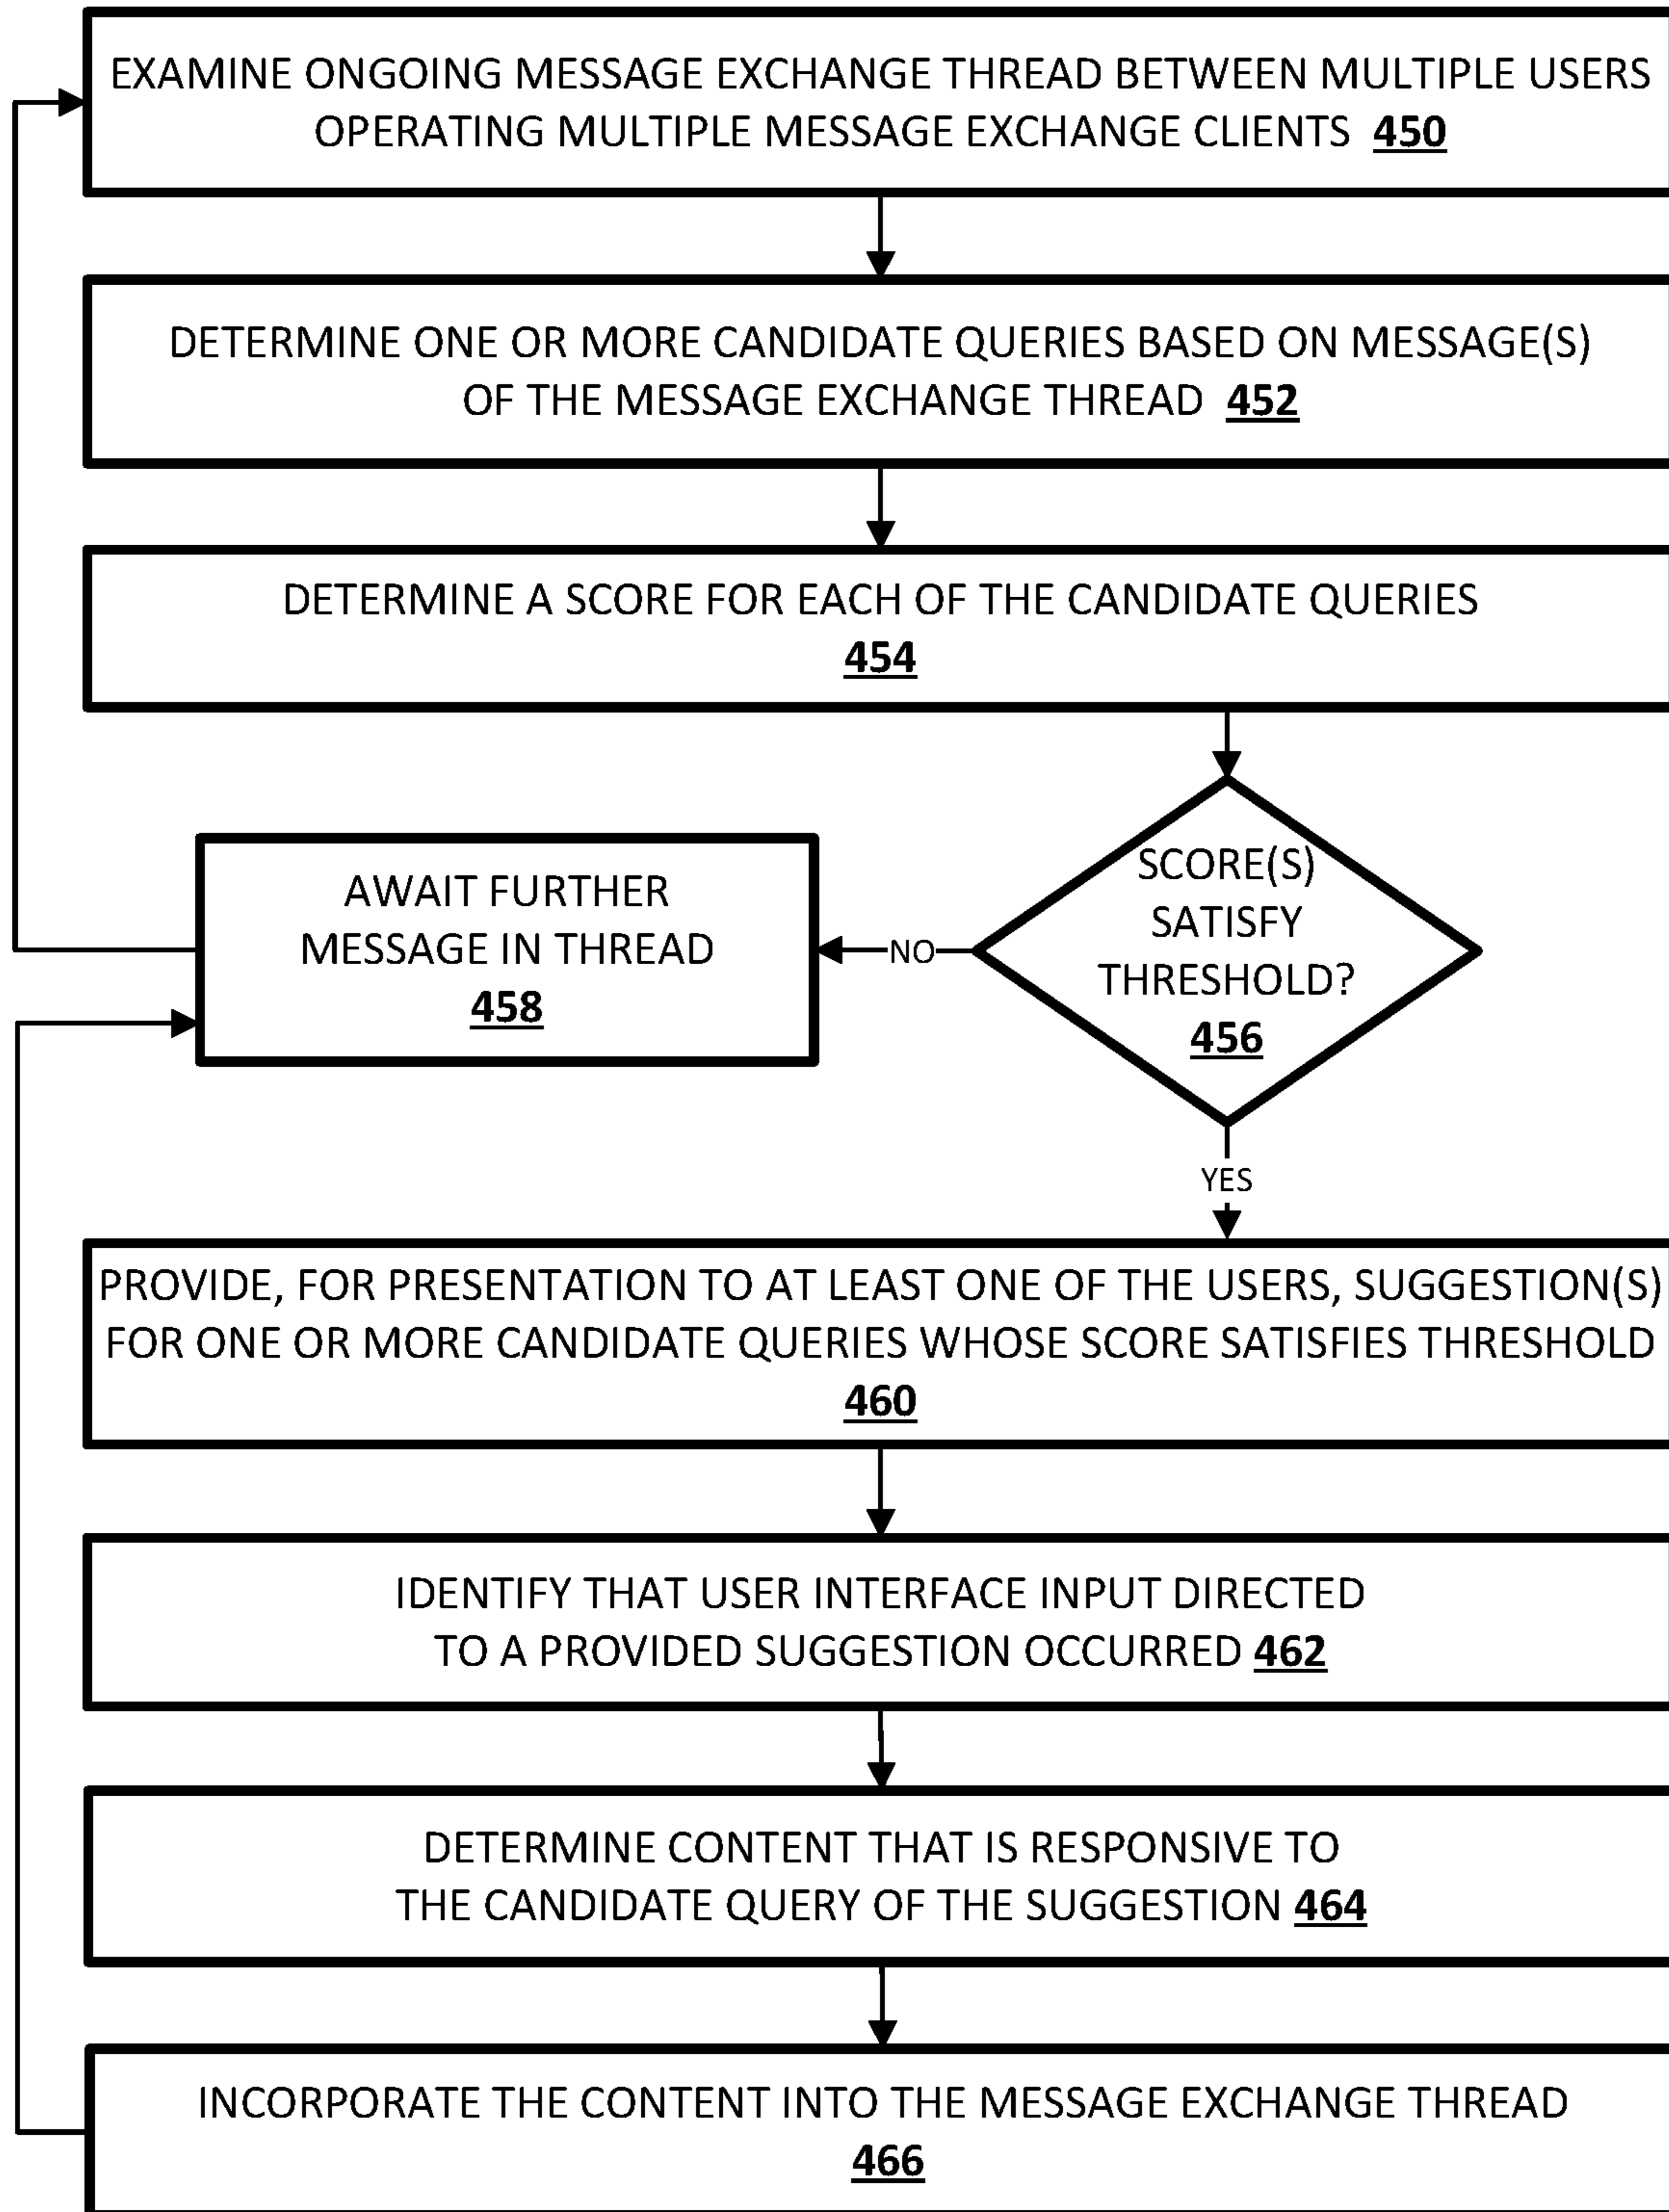 EXAMINE ONGOING MESSAGE EXCHANGE THREAD BETWEEN MULTIPLE USERS
OPERATING MULTIPLE MESSAGE EXCHANGE CLIENTS 450
DETERMINE ONE OR MORE CANDIDATE QUERIES BASED ON MESSAGE(S)
OF THE MESSAGE EXCHANGE THREAD 452
DETERMINE A SCORE FOR EACH OF THE CANDIDATE QUERIES
454
SCORE(S)
SATISFY
THRESHOLD?
456
NO
AWAIT FURTHER
MESSAGE IN THREAD
458
YES
PROVIDE, FOR PRESENTATION TO AT LEAST ONE OF THE USERS, SUGGESTION(S)
FOR ONE OR MORE CANDIDATE QUERIES WHOSE SCORE SATISFIES THRESHOLD
460
IDENTIFY THAT USER INTERFACE INPUT DIRECTED
TO A PROVIDED SUGGESTION OCCURRED 462
DETERMINE CONTENT THAT IS RESPONSIVE TO
THE CANDIDATE QUERY OF THE SUGGESTION 464
INCORPORATE THE CONTENT INTO THE MESSAGE EXCHANGE THREAD
466